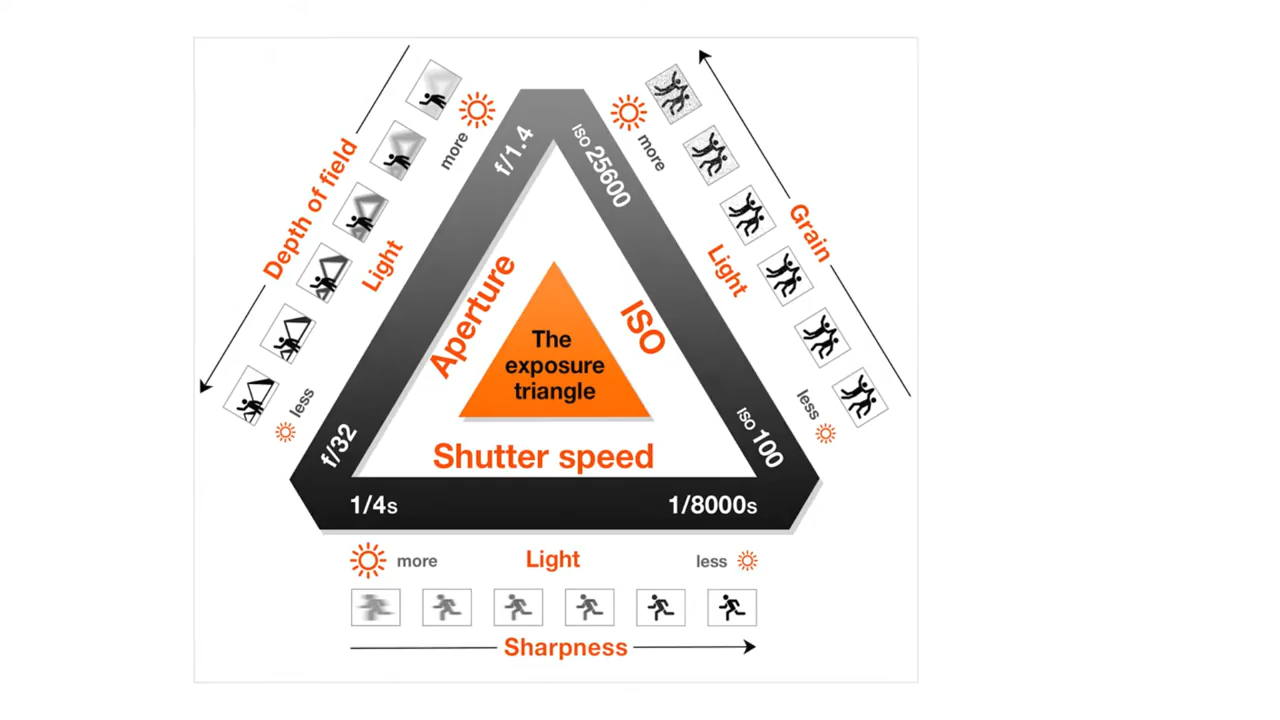 Depth of field
more
Light
less
f/1.4
f/32
Aperture
ISO 25600
ISO 100
ISO
more
Light
less
Grain
The
exposure
triangle
Shutter speed
1/4s
1/8000s
more
Light
less
Sharpness